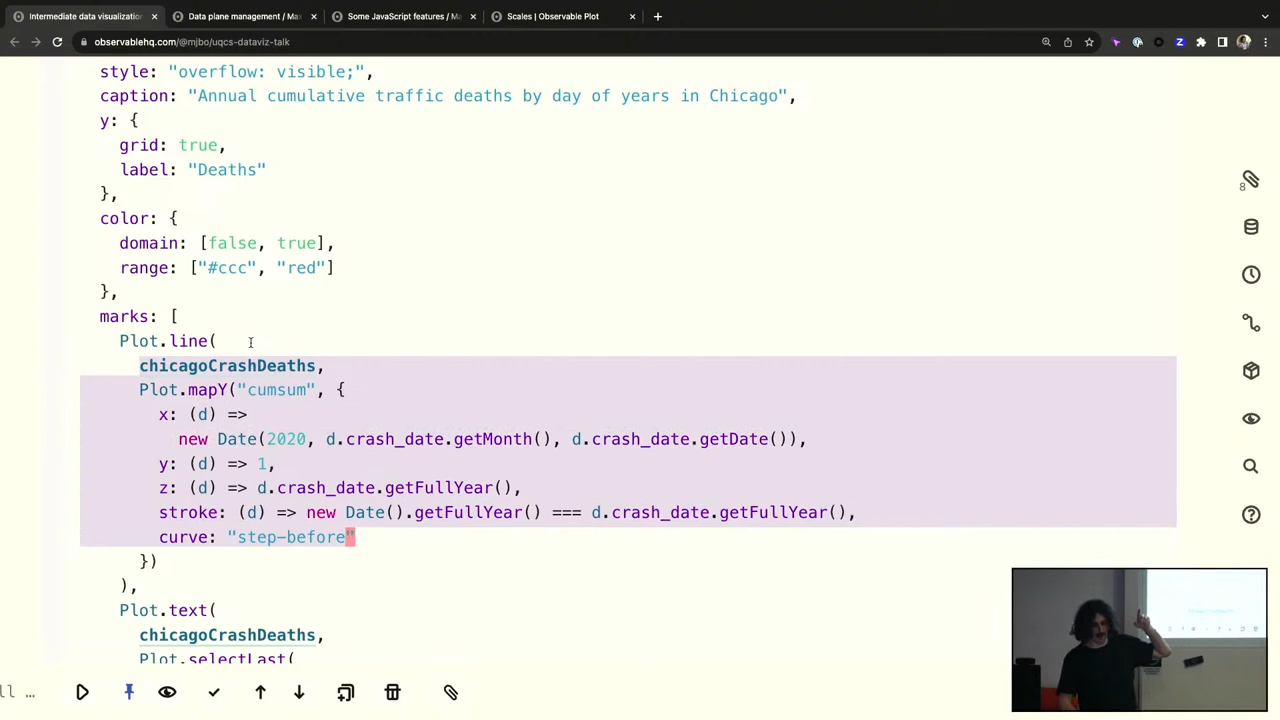 Intermediate data visualizatio
Data plane management / Max
Some JavaScript features / Ma
Scales | Observable Plot
observablehq.com/@mjbo/uqcs-dataviz-talk
style: "overflow: visible;",
caption: "Annual cumulative traffic deaths by day of years in Chicago",
y: {
grid: true,
label: "Deaths"
},
color: {
domain: [false, true],
range: ["#ccc", "red"]
},
marks: [
Plot.line(
chicagoCrashDeaths,
Plot.mapY("cumsum", {
x: (d) =>
new Date(2020, d.crash_date.getMonth(), d.crash_date.getDate()),
y: (d) => 1,
z: (d) => d.crash_date.getFullYear(),
stroke: (d) => new Date().getFullYear() === d.crash_date.getFullYear(),
curve: "step-before"
})
),
Plot.text(
chicagoCrashDeaths,
Plot.selectLast(
8
ll …